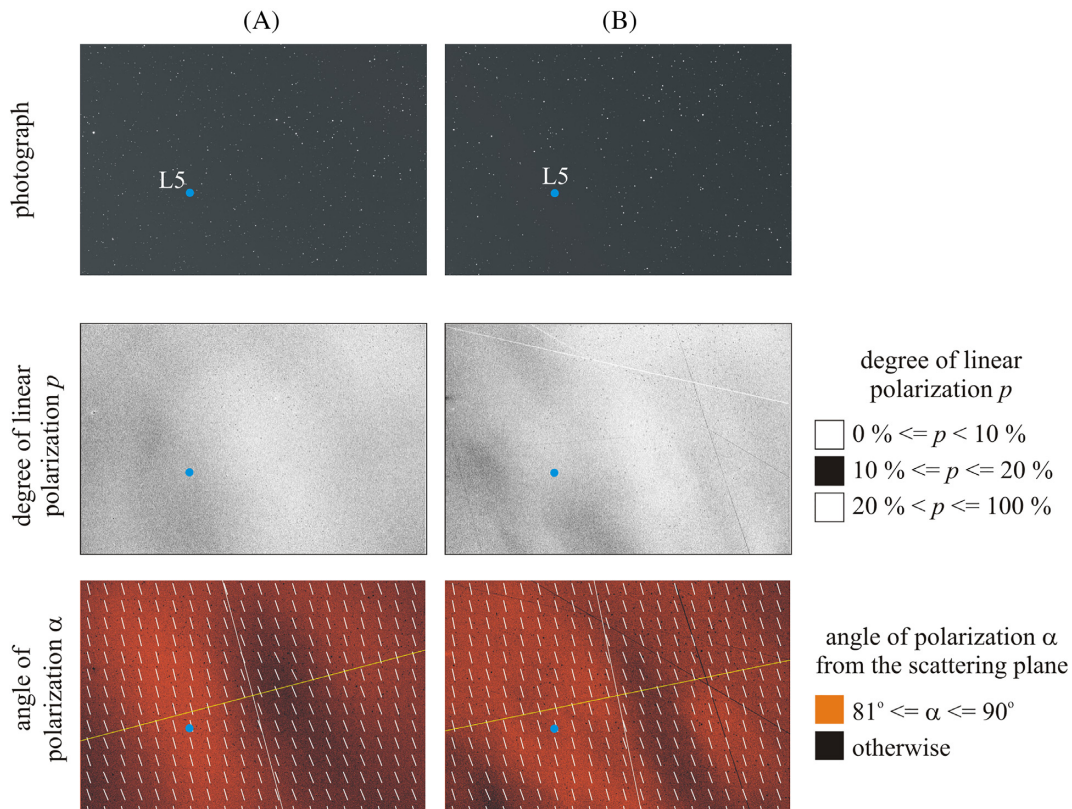 (A)
(B)
photograph
L5
L5
degree of linear
polarization p
degree of linear
polarization p
0 % <= p < 10 %
10 % <= p <= 20 %
20 % < p <= 100 %
angle of
polarization α
angle of polarization α
from the scattering plane
81° <= α <= 90°
otherwise